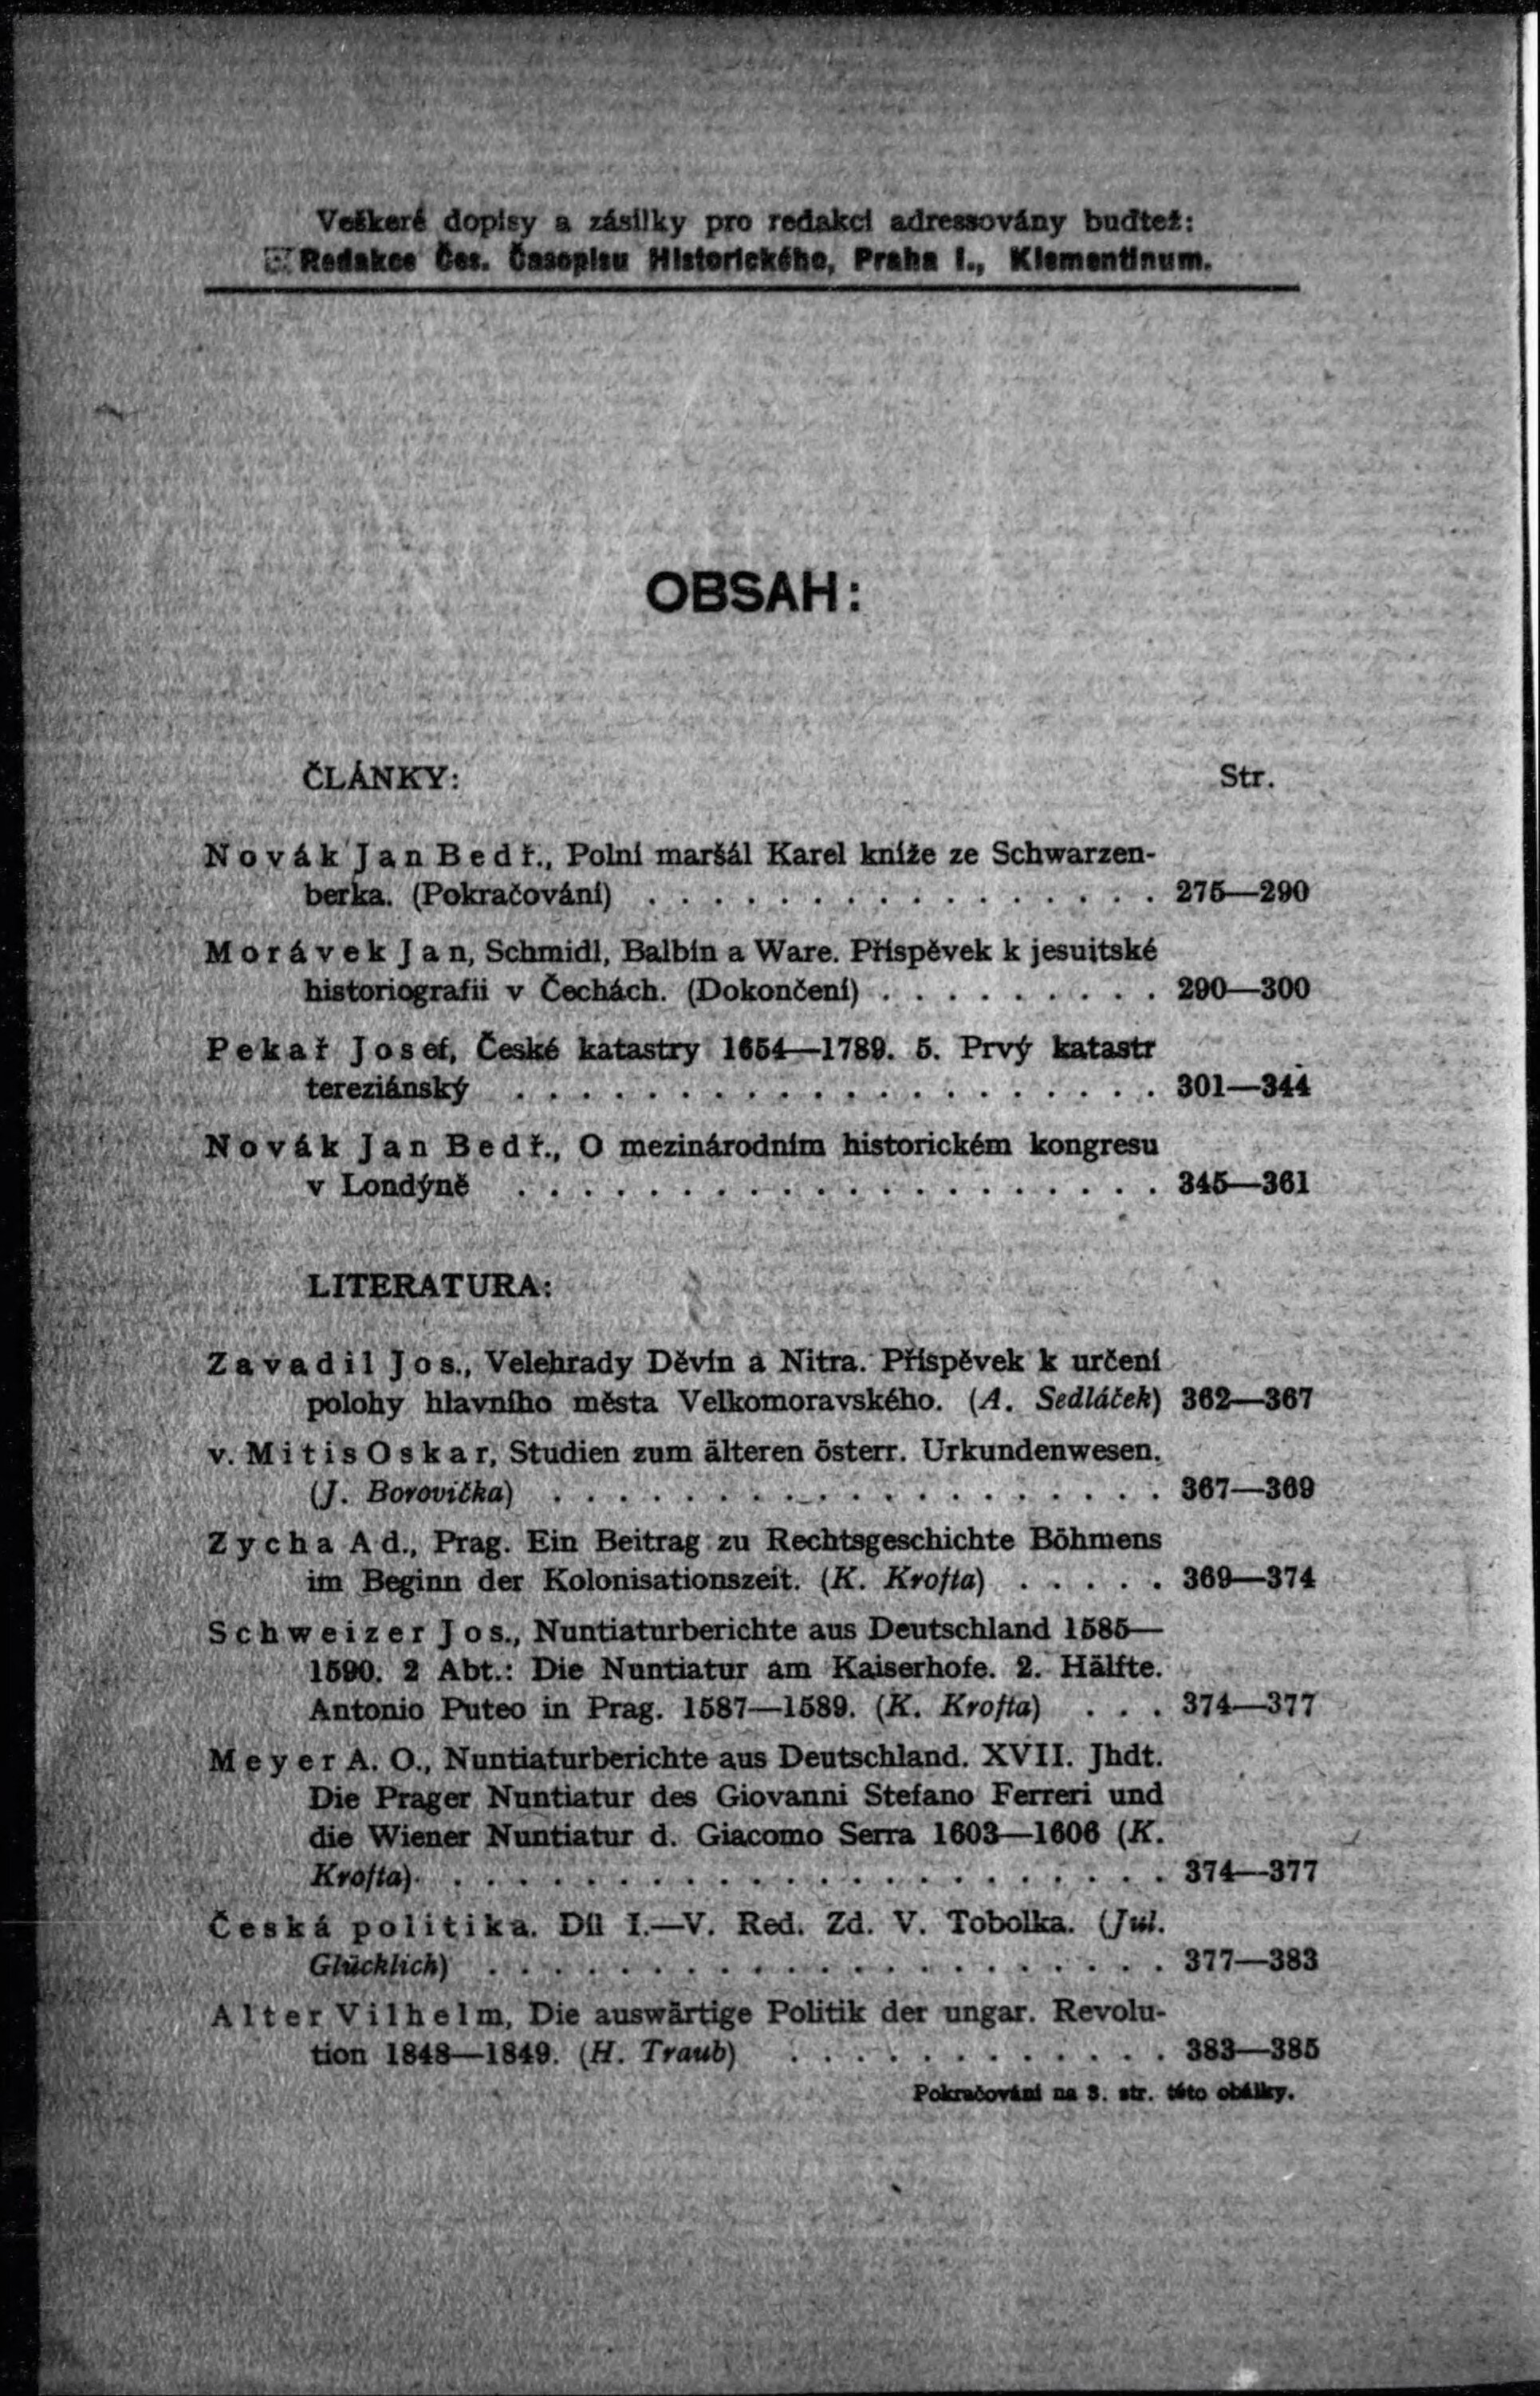 Veškeré dopisy a zásilky pro redakci adressovány buďtež:
Redakce Čes. Časopisu Historického, Praha I., Klementinum.
OBSAH:
ČLÁNKY: Str.
Novák Jan Bedř., Polní maršál Karel kníže ze Schwarzen-
berka. (Pokračování) . . . . . . . . . . . . . . . . 275—290
Morávek Jan, Schmidl, Balbín a Ware. Příspěvek k jesuitské
historiografii v Čechách. (Dokončení) . . . . . . . . . 290—300
Pekař Josef, České katastry 1654—1789. 5. Prvý katastr
tereziánský . . . . . . . . . . . . . . . . . . . . 301—344
Novák Jan Bedř., O mezinárodním historickém kongresu
v Londýně . . . . . . . . . . . . . . . . . . . . 345—361
LITERATURA:
Zavadil Jos., Velehrady Děvín a Nitra. Příspěvek k určení
polohy hlavního města Velkomoravského. (A. Sedláček) 362—367
v. Mitis Oskar, Studien zum älteren österr. Urkundenwesen.
(J. Borovička) . . . . . . . . . . . . . . . . . . . 367—369
Zycha Ad., Prag. Ein Beitrag zu Rechtsgeschichte Böhmens
im Beginn der Kolonisationszeit. (K. Krofta) . . . . . 369—374
Schweizer Jos., Nuntiaturberichte aus Deutschland 1585—
1590. 2 Abt.: Die Nuntiatur am Kaiserhofe. 2. Hälfte.
Antonio Puteo in Prag. 1587—1589. (K. Krofta) . . . 374—377
Meyer A. O., Nuntiaturberichte aus Deutschland. XVII. Jhdt.
Die Prager Nuntiatur des Giovanni Stefano Ferreri und
die Wiener Nuntiatur d. Giacomo Serra 1603—1606 (K.
Krofta). . . . . . . . . . . . . . . . . . . . . . . 374—377
Česká politika. Díl I.—V. Red. Zd. V. Tobolka. (Jul.
Glücklich) . . . . . . . . . . . . . . . . . . . . . 377—383
Alter Vilhelm, Die auswärtige Politik der ungar. Revolu-
tion 1848—1849. (H. Traub) . . . . . . . . . . . . 383—385
Pokračování na 3. str. této obálky.